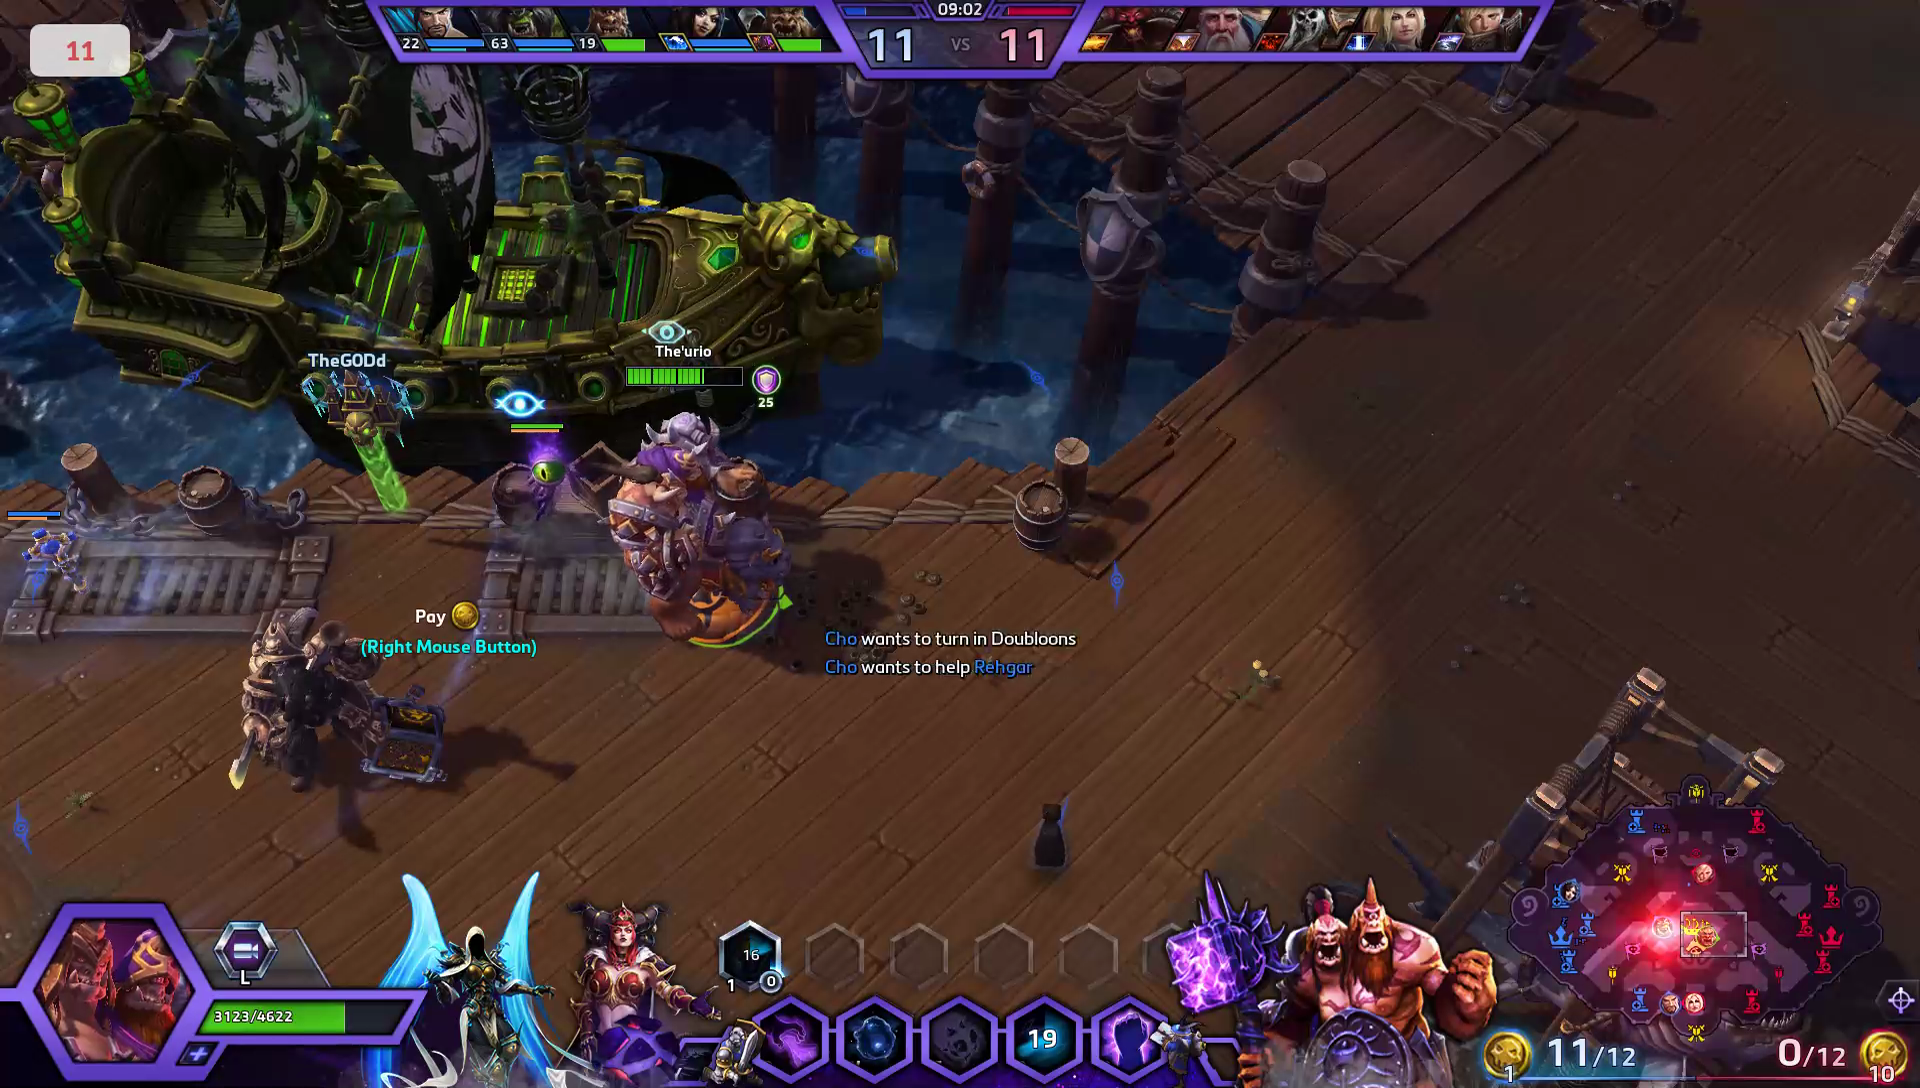 11
22
63
19
09:02
11 VS 11
TheGODd
The'urio
25
Pay
(Right Mouse Button)
Cho wants to turn in Doubloons
Cho wants to help Rehgar
L
3123/4622
16
1
0
19
11/12
1
0/12
10